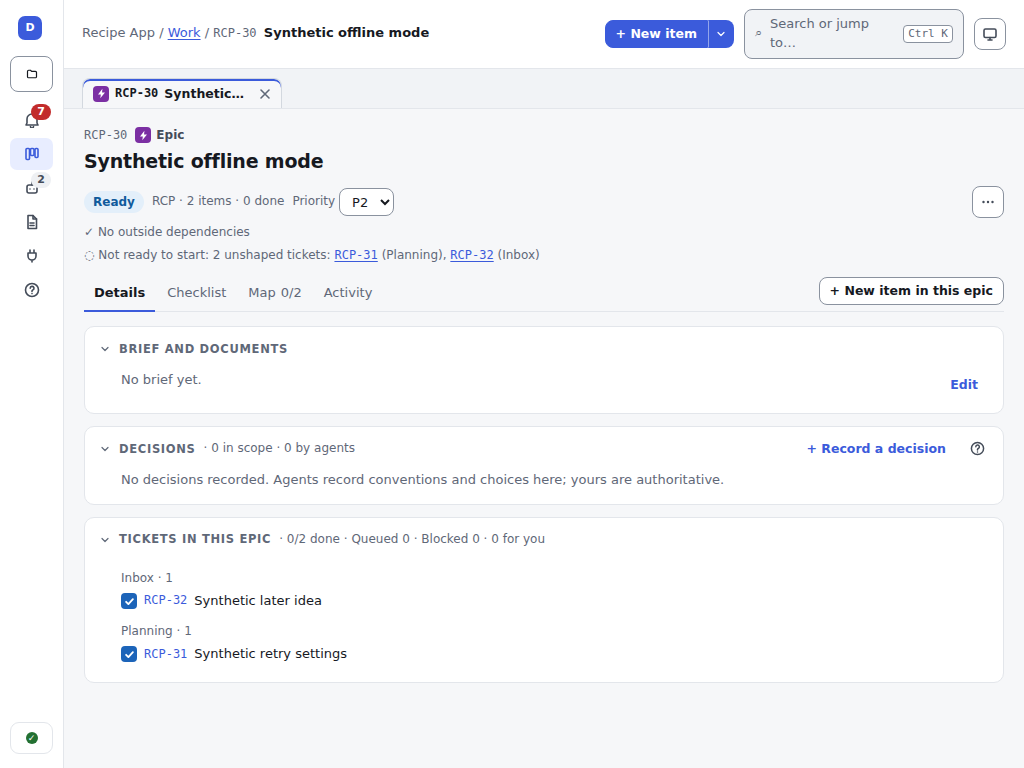 D
Recipe App / Work / RCP-30 Synthetic offline mode
+ New item
Search or jump to…
Ctrl K
7
2
RCP-30 Synthetic…
RCP-30 Epic
Synthetic offline mode
Ready RCP · 2 items · 0 done Priority P2
✓ No outside dependencies
Not ready to start: 2 unshaped tickets: RCP-31 (Planning), RCP-32 (Inbox)
Details Checklist Map 0/2 Activity
+ New item in this epic
BRIEF AND DOCUMENTS
No brief yet.
Edit
DECISIONS · 0 in scope · 0 by agents
+ Record a decision
No decisions recorded. Agents record conventions and choices here; yours are authoritative.
TICKETS IN THIS EPIC · 0/2 done · Queued 0 · Blocked 0 · 0 for you
Inbox · 1
RCP-32 Synthetic later idea
Planning · 1
RCP-31 Synthetic retry settings